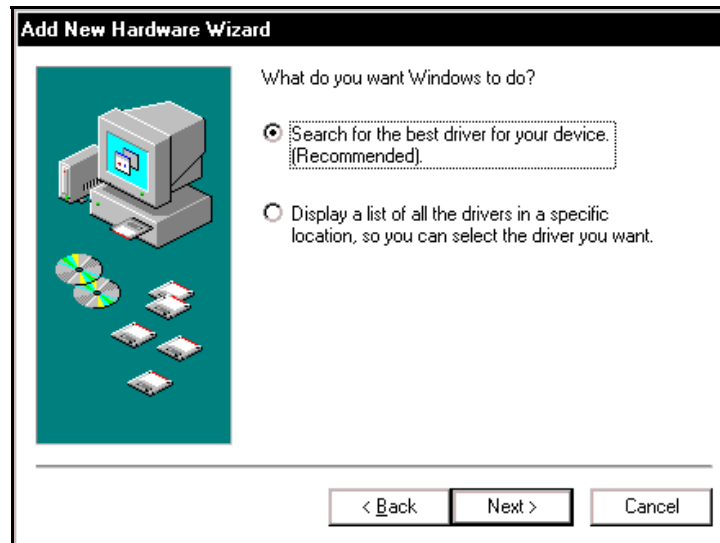 Add New Hardware Wizard
What do you want Windows to do?
Search for the best driver for your device.
(Recommended).
Display a list of all the drivers in a specific
location, so you can select the driver you want.
< Back Next > Cancel